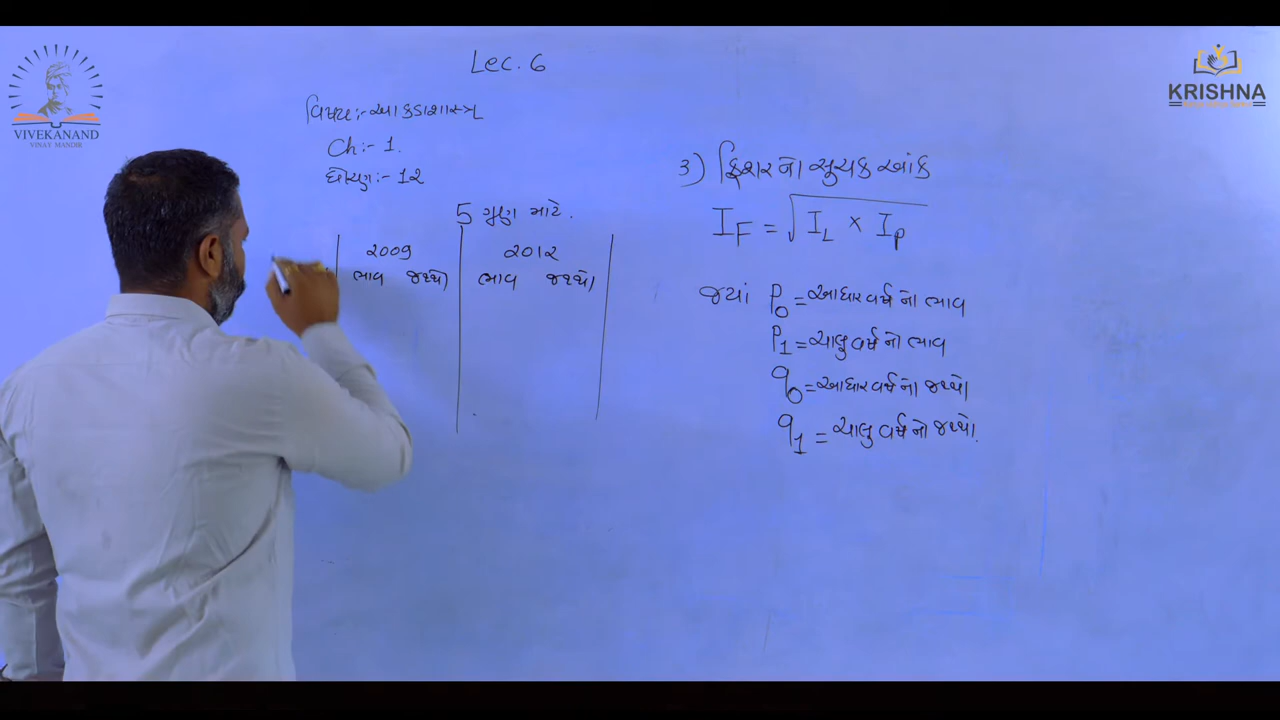 VIVEKANAND
VINAY MANDIR
KRISHNA
Lec. 6
વિષય:- આંકડાશાસ્ત્ર
Ch:- 1.
ધોરણ:- 12
5 ગુણ માટે.
2009 2012
ભાવ જથ્થો ભાવ જથ્થો
3) ફિશરનો સુચક આંક
I_F = √(I_L × I_P)
જ્યાં P_0 = આધાર વર્ષ નો ભાવ
P_1 = ચાલુ વર્ષ નો ભાવ
q_0 = આધાર વર્ષ નો જથ્થો
q_1 = ચાલુ વર્ષ નો જથ્થો.